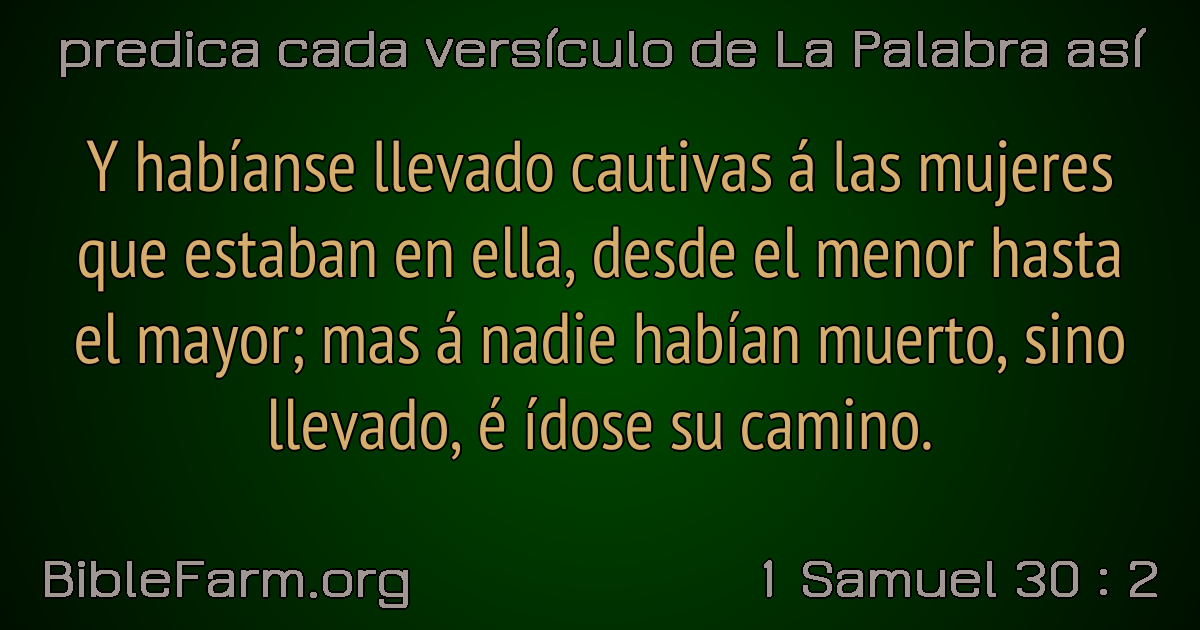 predica cada versículo de La Palabra así
Y habíanse llevado cautivas á las mujeres
que estaban en ella, desde el menor hasta
el mayor; mas á nadie habían muerto, sino
llevado, é ídose su camino.
BibleFarm.org
1 Samuel 30 : 2